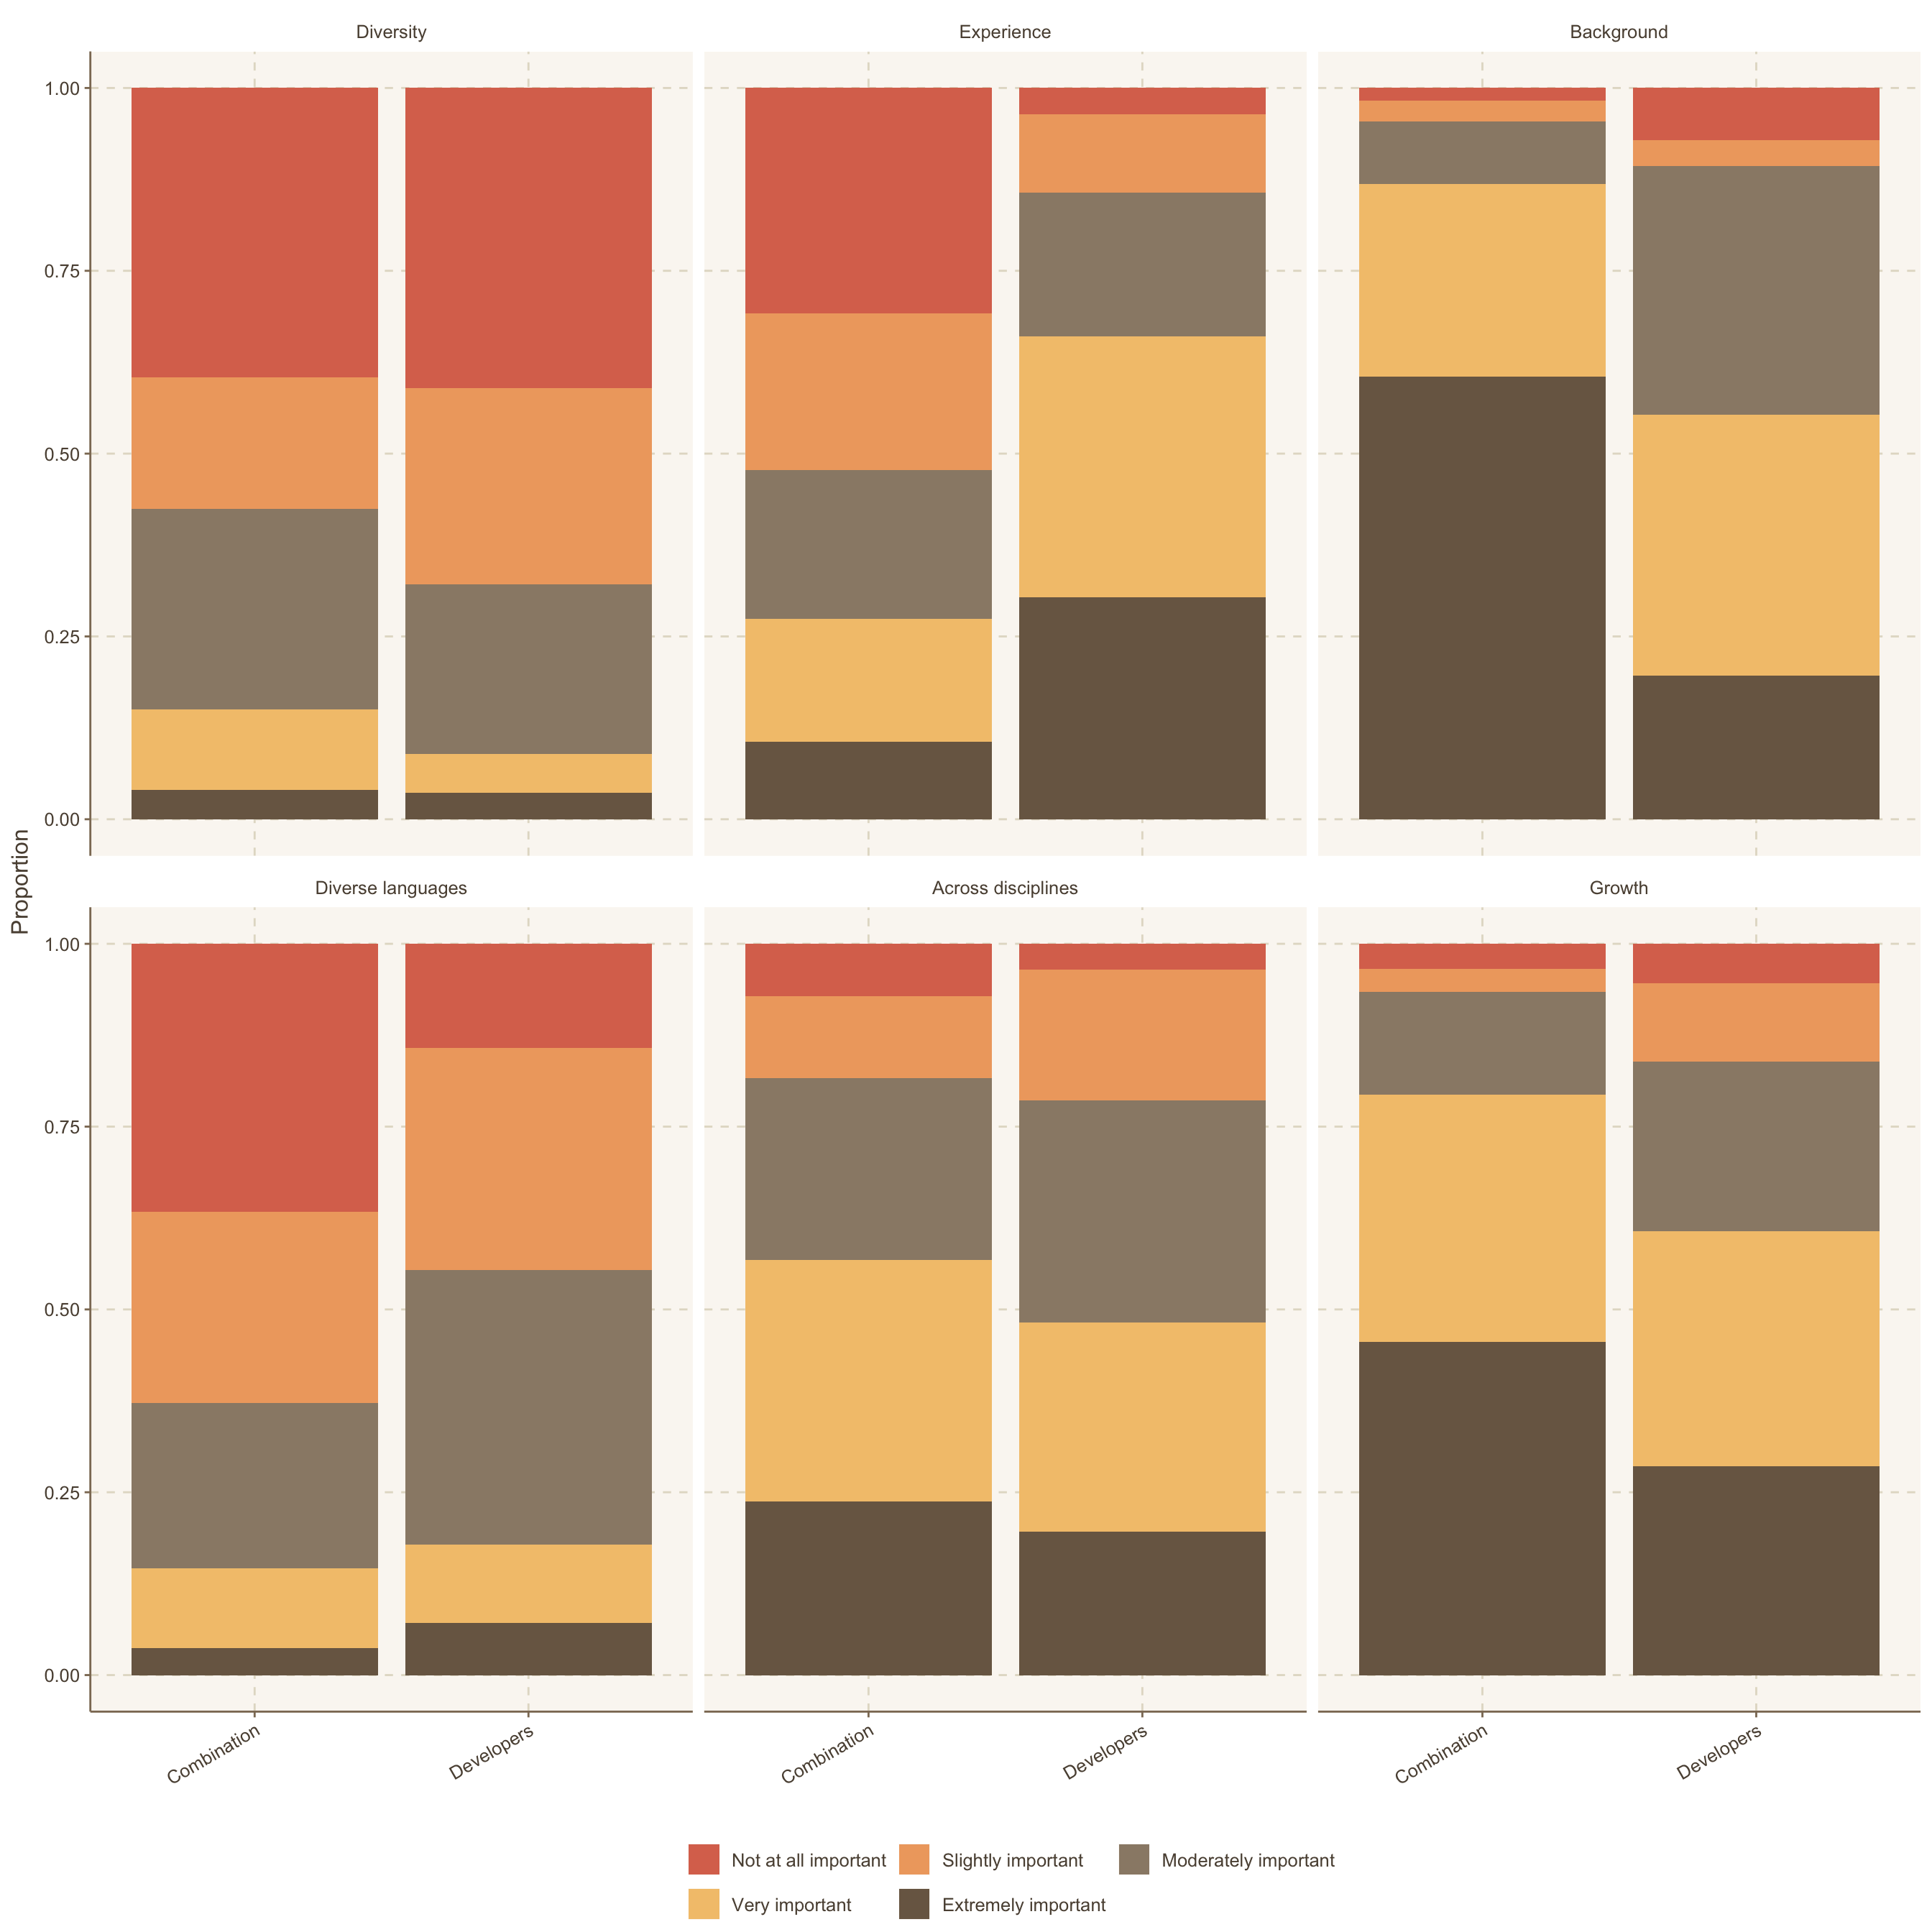 Diversity
Experience
Background
1.00
0.75
0.50
0.25
0.00
Proportion
Diverse languages
Across disciplines
Growth
1.00
0.75
0.50
0.25
0.00
Combination
Developers
Combination
Developers
Combination
Developers
Not at all important
Slightly important
Moderately important
Very important
Extremely important